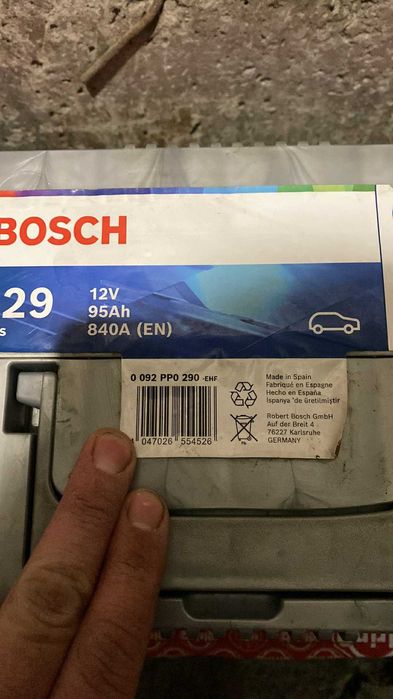 BOSCH
29
12V
95Ah
840A (EN)
0 092 PP0 290 -EHF
Made in Spain
Fabriqué en Espagne
Hecho en España
İspanya 'de üretilmiştir
Robert Bosch GmbH
Auf der Breit 4
76227 Karlsruhe
GERMANY
Pb
047026 554526